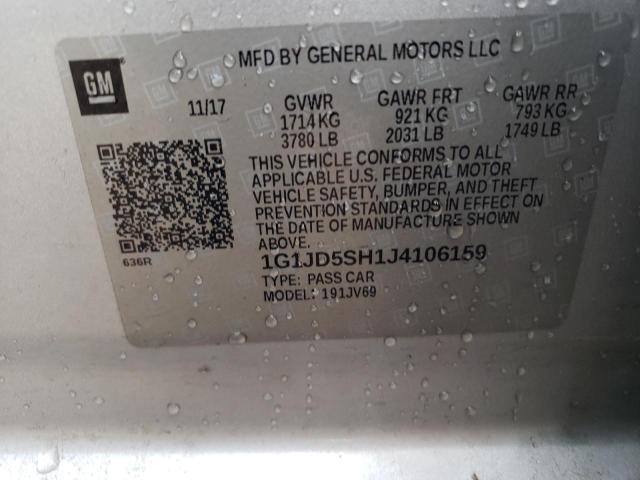 MFD BY GENERAL MOTORS LLC
GM
11/17 GVWR GAWR FRT GAWR RR
1714 KG 921 KG 793 KG
3780 LB 2031 LB 1749 LB
THIS VEHICLE CONFORMS TO ALL
APPLICABLE U.S. FEDERAL MOTOR
VEHICLE SAFETY, BUMPER, AND THEFT
PREVENTION STANDARDS IN EFFECT ON
THE DATE OF MANUFACTURE SHOWN
ABOVE.
636R
1G1JD5SH1J4106159
TYPE: PASS CAR
MODEL: 191JV69